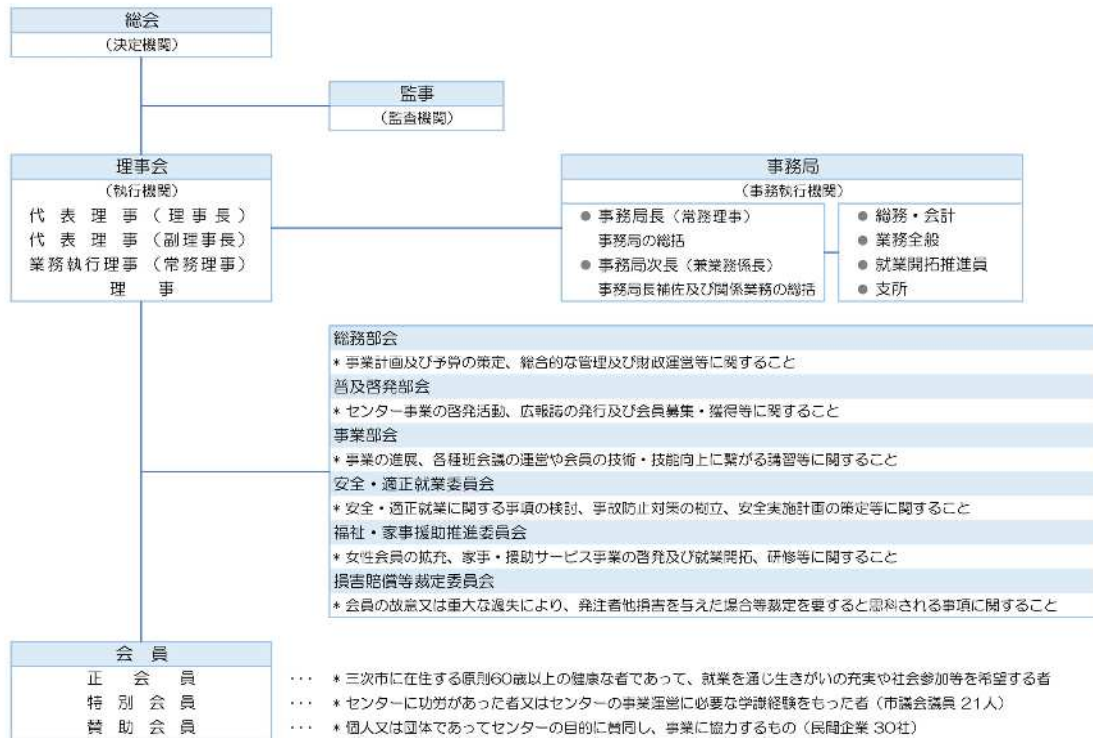 総会
（決定機関）
監事
（監査機関）
理事会
（執行機関）
代 表 理 事 （ 理 事 長 ）
代 表 理 事 （副理事長）
業務執行理事 （常務理事）
理 事
事務局
（事務執行機関）
● 事務局長（常務理事）
事務局の総括
● 事務局次長（兼業務係長）
事務局長補佐及び関係業務の総括
● 総務・会計
● 業務全般
● 就業開拓推進員
● 支所
総務部会
* 事業計画及び予算の策定、総合的な管理及び財政運営等に関すること
普及啓発部会
* センター事業の啓発活動、広報誌の発行及び会員募集・獲得等に関すること
事業部会
* 事業の進展、各種班会議の運営や会員の技術・技能向上に繋がる講習等に関すること
安全・適正就業委員会
* 安全・適正就業に関する事項の検討、事故防止対策の樹立、安全実施計画の策定等に関すること
福祉・家事援助推進委員会
* 女性会員の拡充、家事・援助サービス事業の啓発及び就業開拓、研修等に関すること
損害賠償等裁定委員会
* 会員の故意又は重大な過失により、発注者他損害を与えた場合等裁定を要すると思料される事項に関すること
会 員
正 会 員 … * 三次市に在住する原則60歳以上の健康な者であって、就業を通じ生きがいの充実や社会参加等を希望する者
特 別 会 員 … * センターに功労があった者又はセンターの事業運営に必要な学識経験をもった者（市議会議員 21人）
賛 助 会 員 … * 個人又は団体であってセンターの目的に賛同し、事業に協力するもの（民間企業 30社）